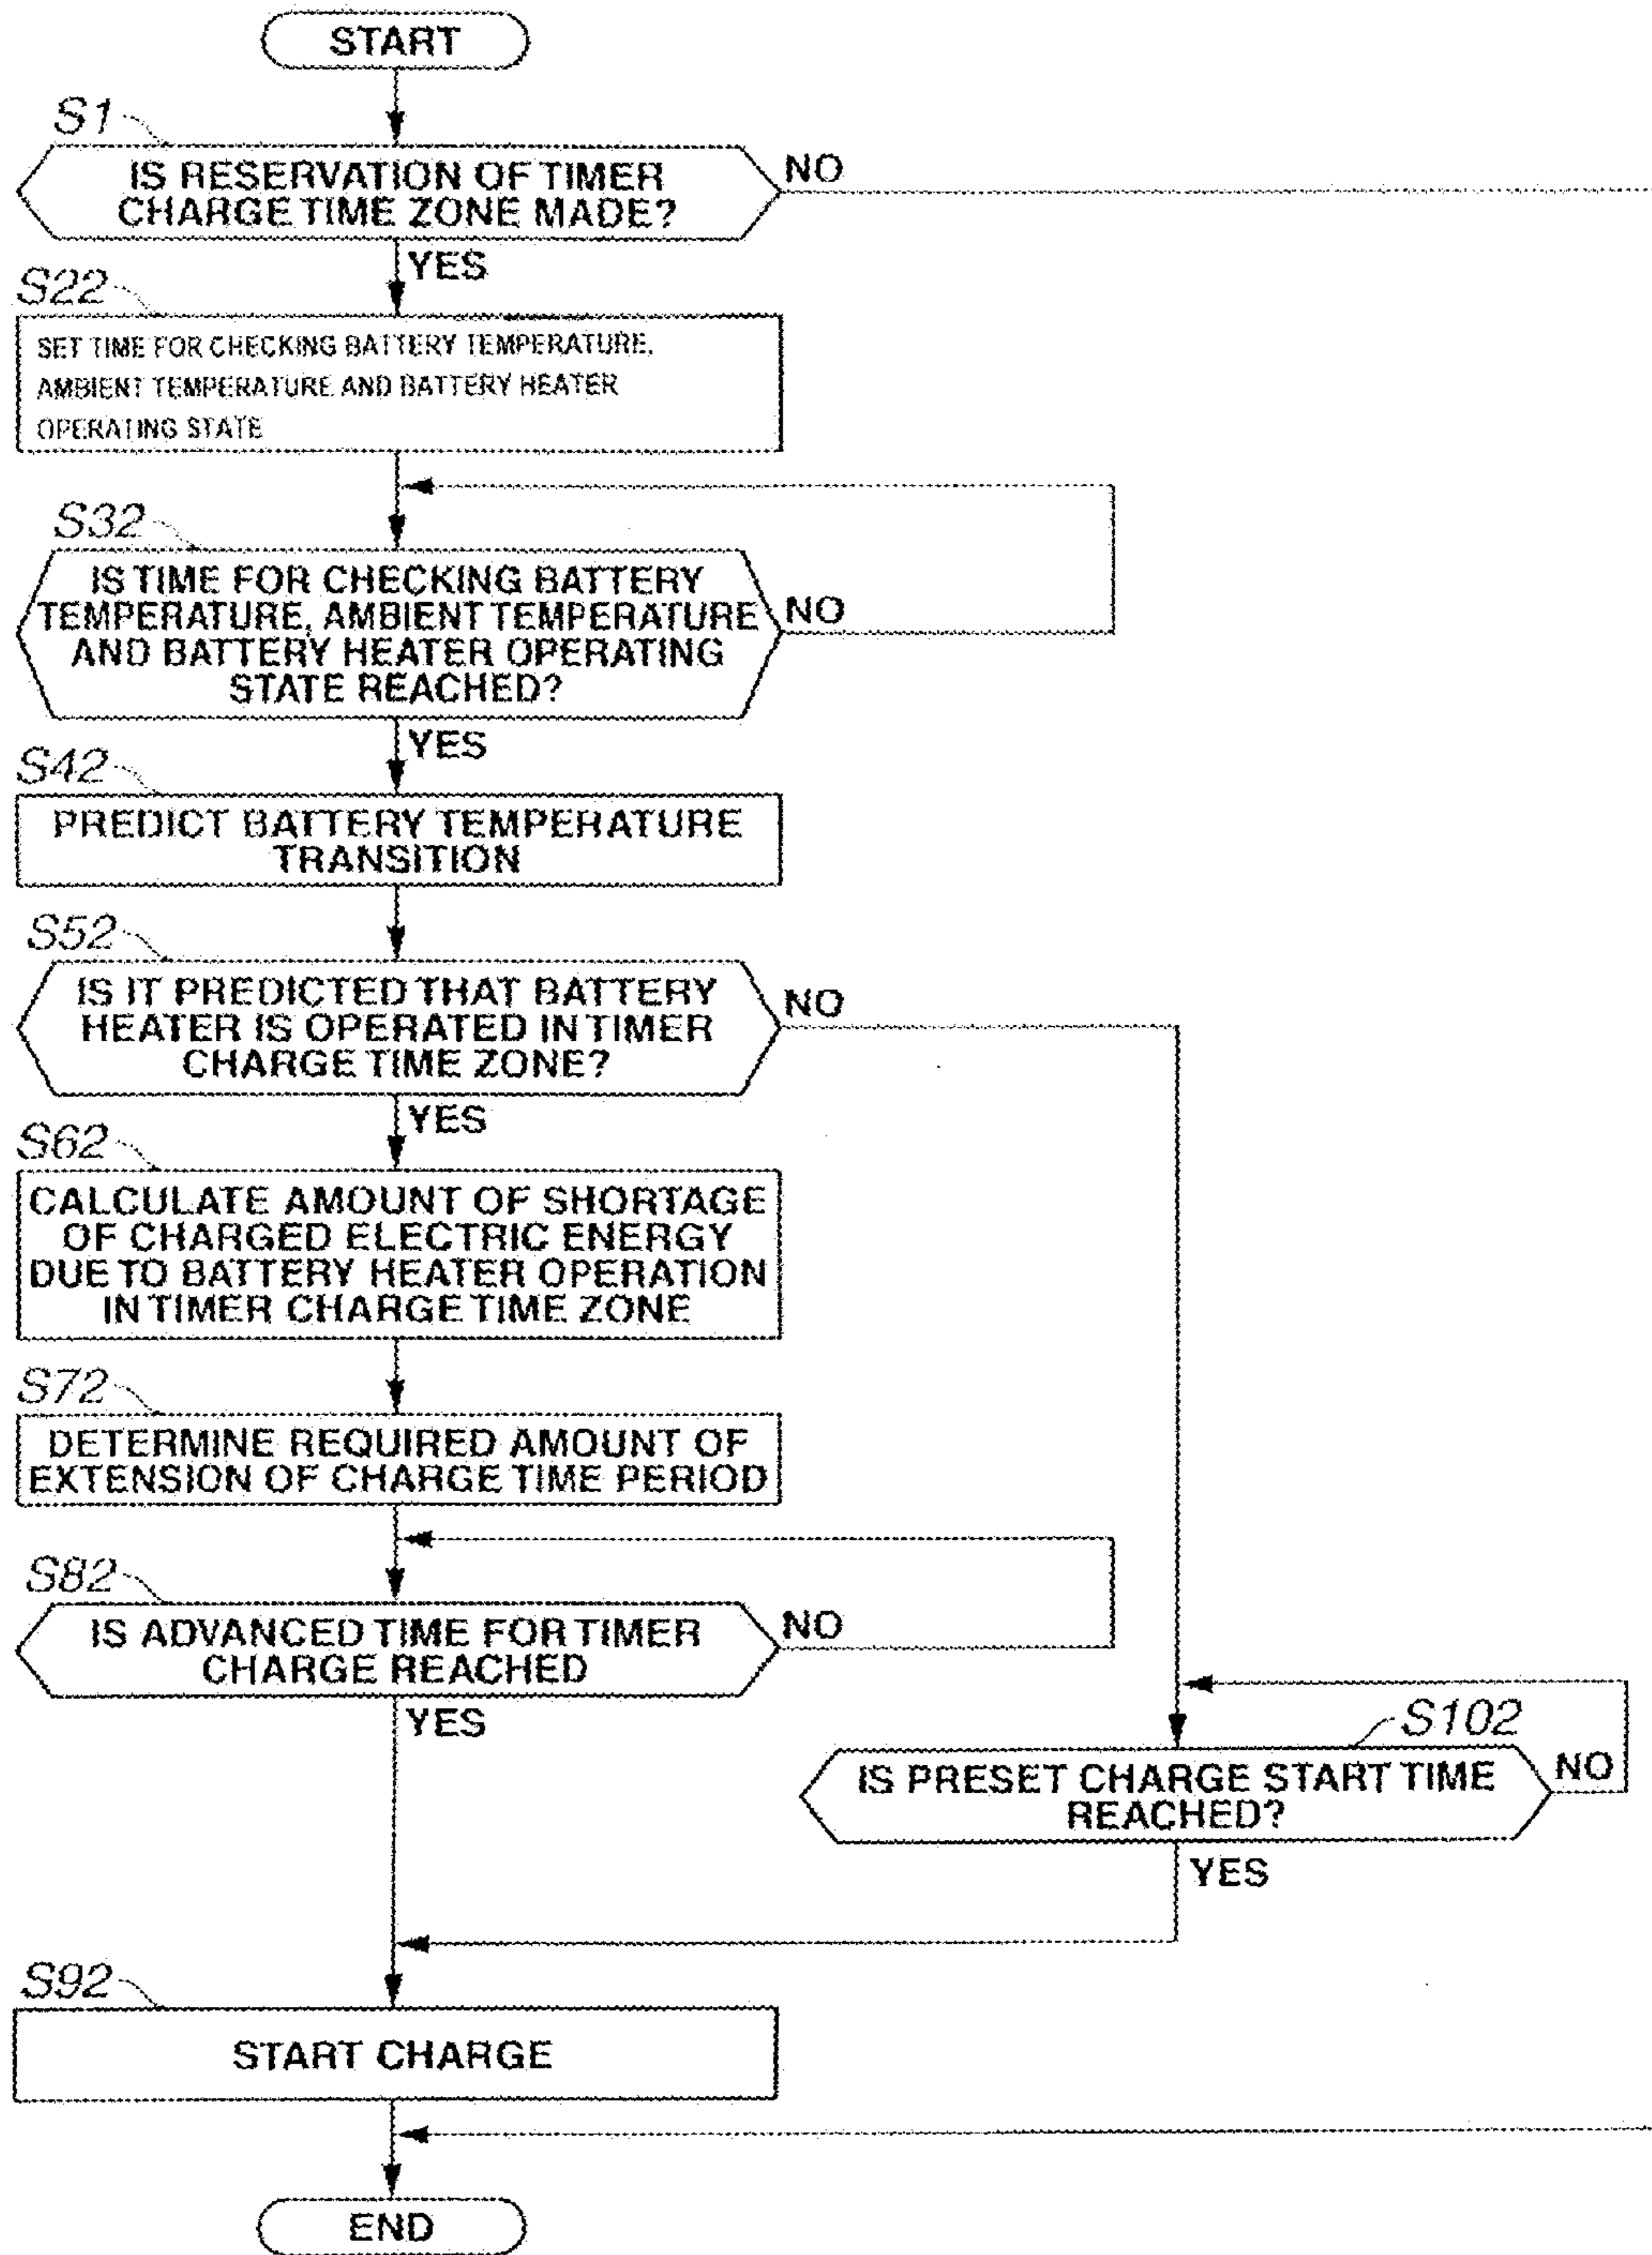 START
S1
IS RESERVATION OF TIMER
CHARGE TIME ZONE MADE?
NO
YES
S22
SET TIME FOR CHECKING BATTERY TEMPERATURE,
AMBIENT TEMPERATURE AND BATTERY HEATER
OPERATING STATE
S32
IS TIME FOR CHECKING BATTERY
TEMPERATURE, AMBIENT TEMPERATURE
AND BATTERY HEATER OPERATING
STATE REACHED?
NO
YES
S42
PREDICT BATTERY TEMPERATURE
TRANSITION
S52
IS IT PREDICTED THAT BATTERY
HEATER IS OPERATED IN TIMER
CHARGE TIME ZONE?
NO
YES
S62
CALCULATE AMOUNT OF SHORTAGE
OF CHARGED ELECTRIC ENERGY
DUE TO BATTERY HEATER OPERATION
IN TIMER CHARGE TIME ZONE
S72
DETERMINE REQUIRED AMOUNT OF
EXTENSION OF CHARGE TIME PERIOD
S82
IS ADVANCED TIME FOR TIMER
CHARGE REACHED
NO
YES
S102
IS PRESET CHARGE START TIME
REACHED?
NO
YES
S92
START CHARGE
END